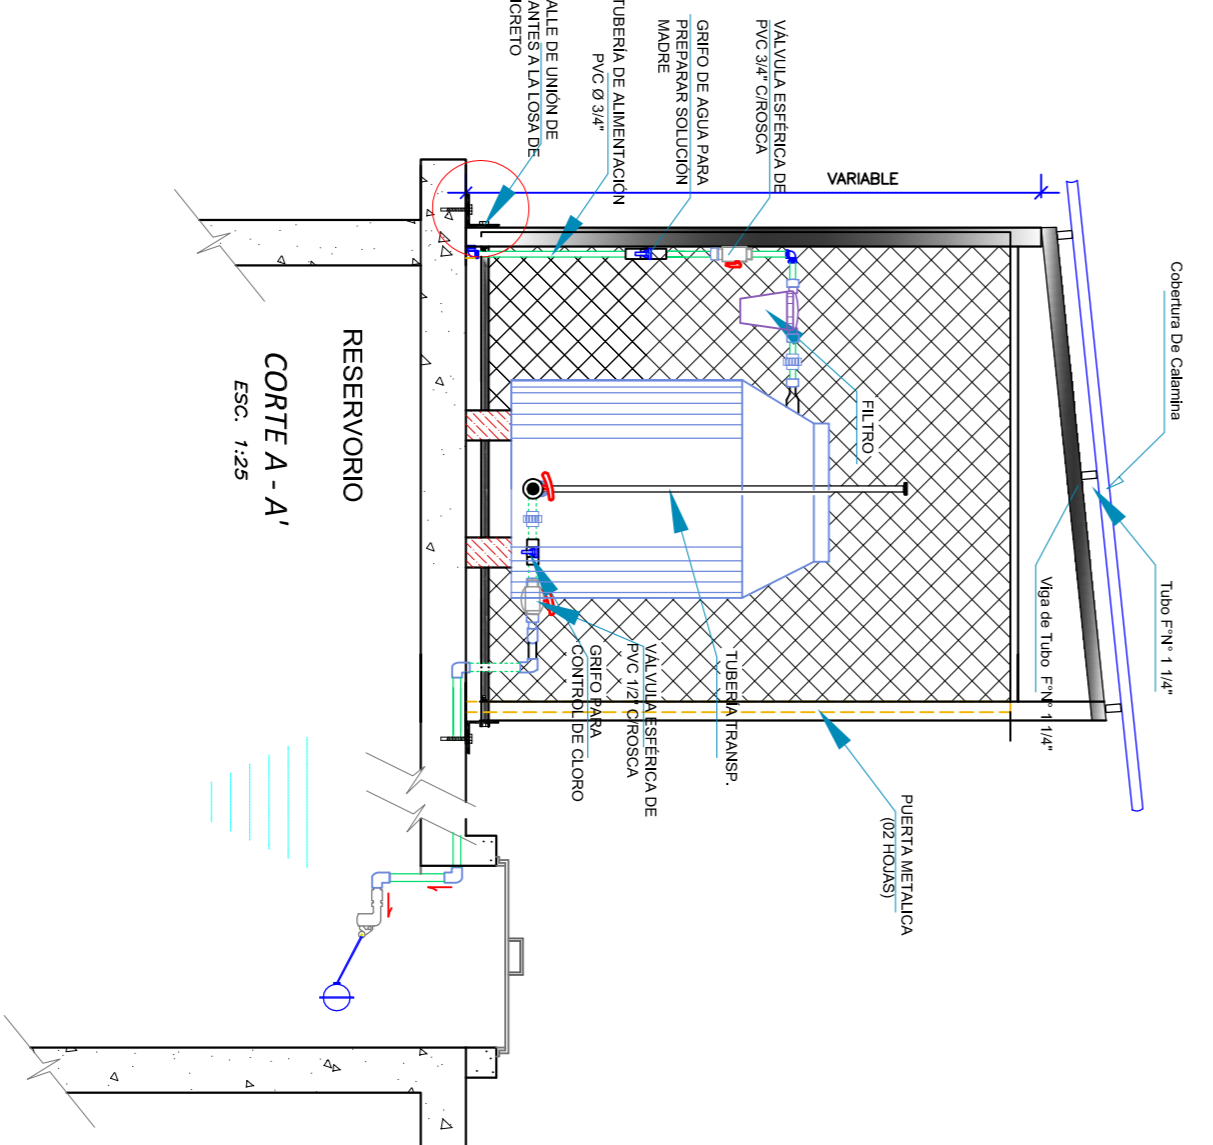 Cobertura De Calamina
Tubo F°N° 1 1/4"
Viga de Tubo F°N° 1 1/4"
VARIABLE
VÁLVULA ESFÉRICA DE
PVC 3/4" C/ROSCA
GRIFO DE AGUA PARA
PREPARAR SOLUCIÓN
MADRE
TUBERÍA DE ALIMENTACIÓN
PVC Ø 3/4"
ALLE DE UNIÓN DE
ANTES A LA LOSA DE
CRETO
FILTRO
PUERTA METALICA
(02 HOJAS)
TUBERÍA TRANSP.
VÁLVULA ESFÉRICA DE
PVC 1/2" C/ROSCA
GRIFO PARA
CONTROL DE CLORO
RESERVORIO
CORTE A - A'
ESC. 1:25